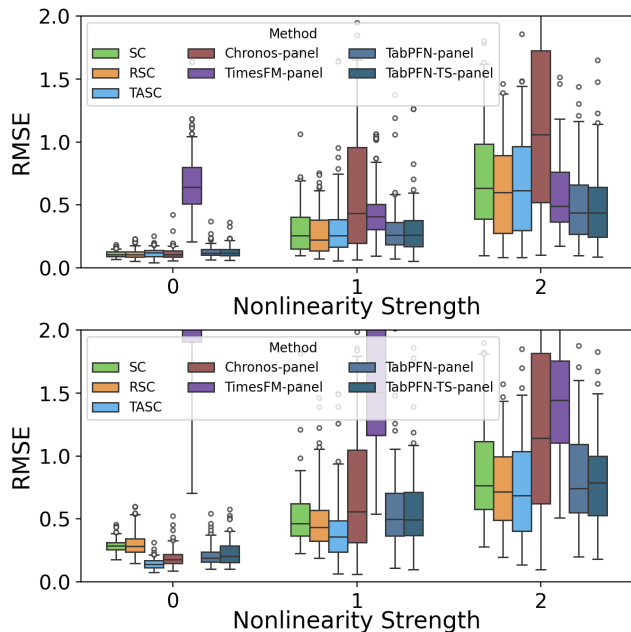 2.0
1.5
1.0
0.5
0.0
RMSE
Method
SC
RSC
TASC
Chronos-panel
TimesFM-panel
TabPFN-panel
TabPFN-TS-panel
0 1 2
Nonlinearity Strength
2.0
1.5
1.0
0.5
0.0
RMSE
Method
SC
RSC
TASC
Chronos-panel
TimesFM-panel
TabPFN-panel
TabPFN-TS-panel
0 1 2
Nonlinearity Strength